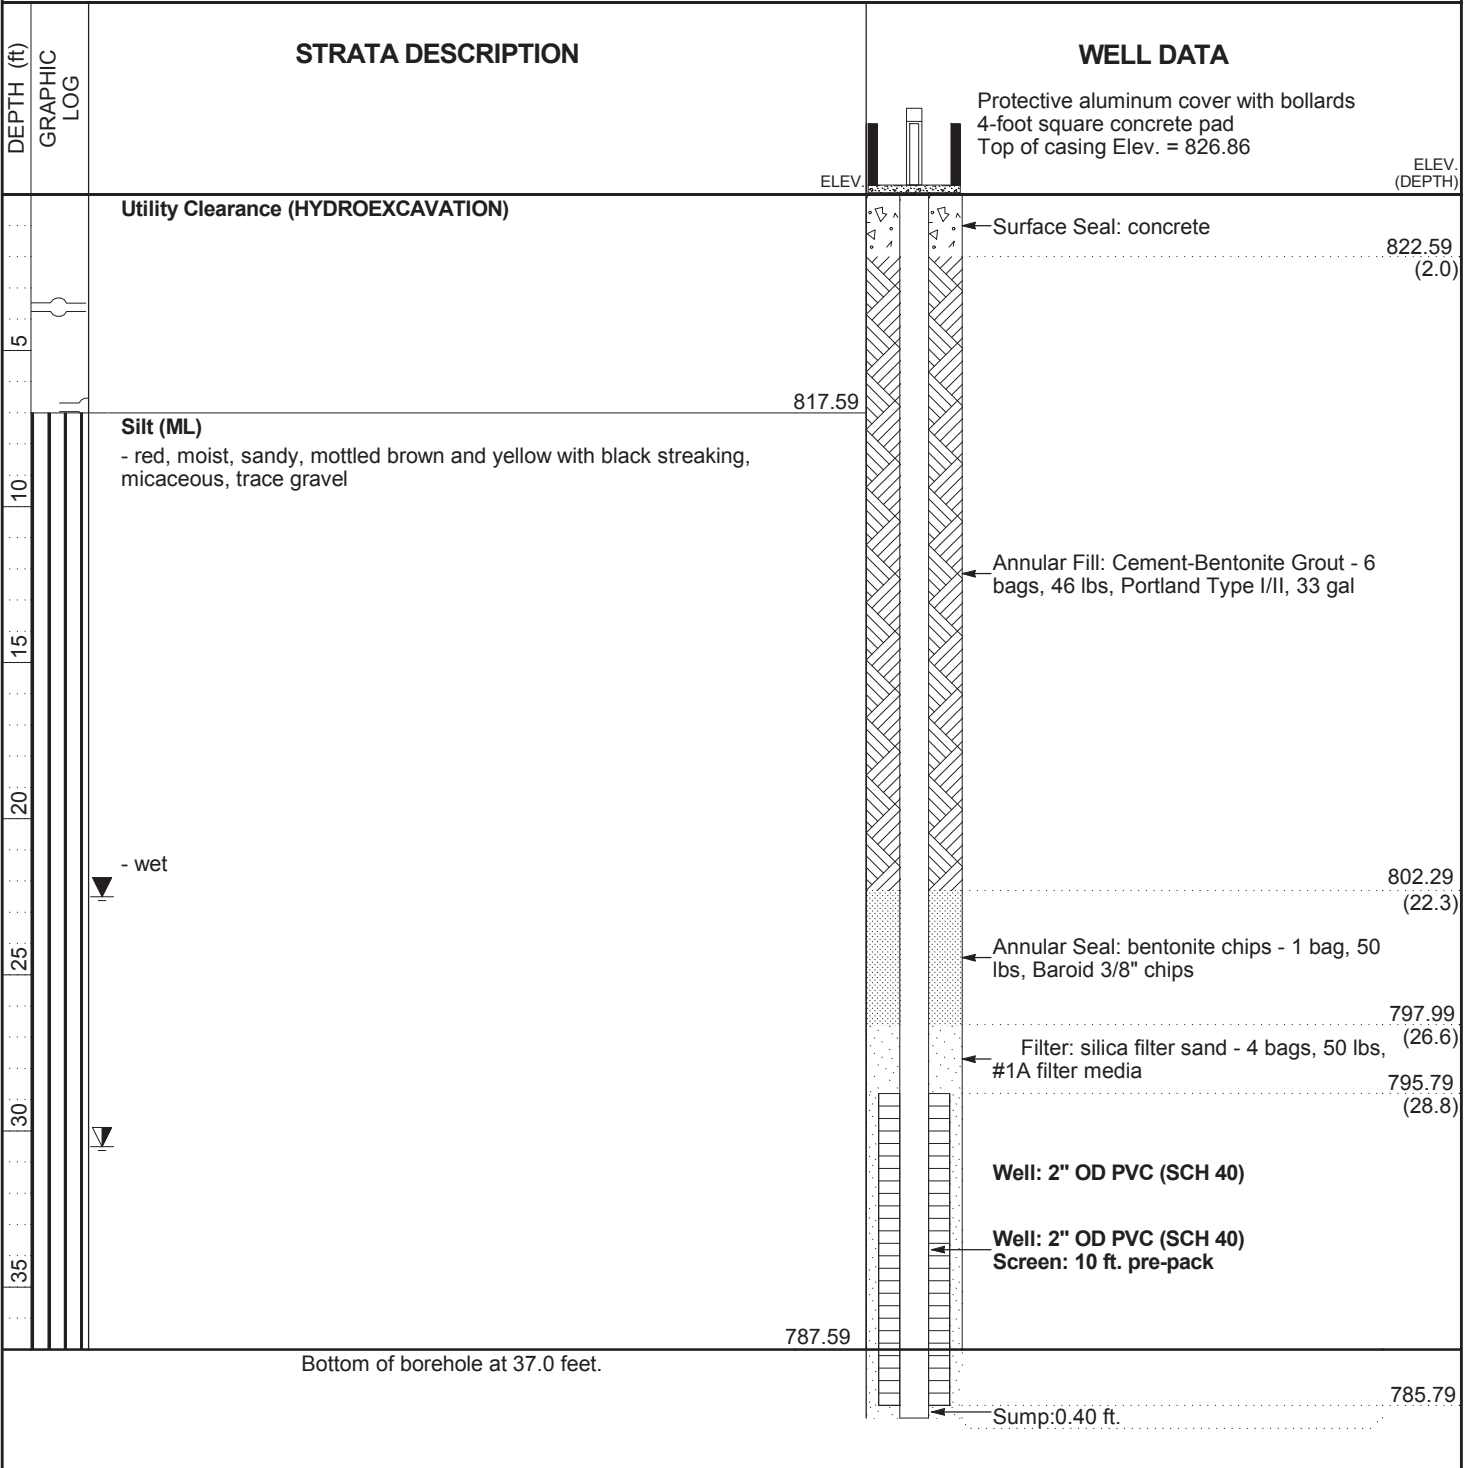 DEPTH (ft)
GRAPHIC
LOG
STRATA DESCRIPTION
ELEV.
WELL DATA
Protective aluminum cover with bollards
4-foot square concrete pad
Top of casing Elev. = 826.86
ELEV.
(DEPTH)
Utility Clearance (HYDROEXCAVATION)
Surface Seal: concrete
822.59
(2.0)
5
817.59
Silt (ML)
- red, moist, sandy, mottled brown and yellow with black streaking,
micaceous, trace gravel
10
Annular Fill: Cement-Bentonite Grout - 6
bags, 46 lbs, Portland Type I/II, 33 gal
15
20
- wet
802.29
(22.3)
25
Annular Seal: bentonite chips - 1 bag, 50
lbs, Baroid 3/8" chips
797.99
(26.6)
Filter: silica filter sand - 4 bags, 50 lbs,
#1A filter media
795.79
(28.8)
30
Well: 2" OD PVC (SCH 40)
Well: 2" OD PVC (SCH 40)
Screen: 10 ft. pre-pack
35
787.59
Bottom of borehole at 37.0 feet.
785.79
Sump:0.40 ft.